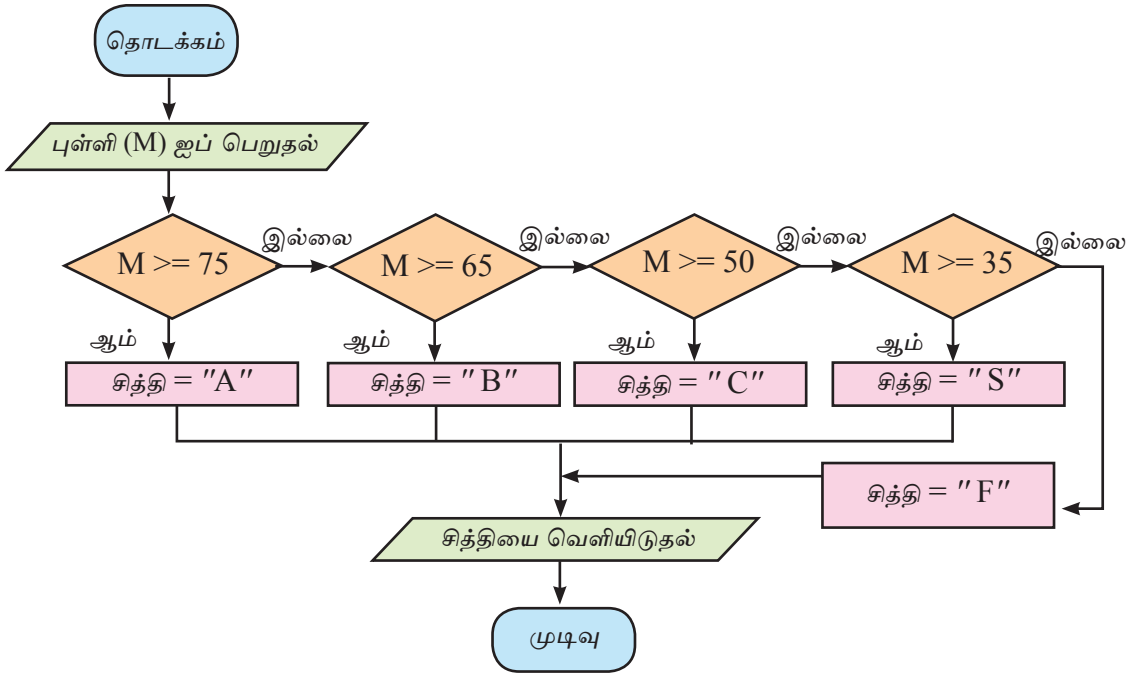 தொடக்கம்
புள்ளி (M) ஐப் பெறுதல்
M >= 75
இல்லை
M >= 65
இல்லை
M >= 50
இல்லை
M >= 35
இல்லை
ஆம்
ஆம்
ஆம்
ஆம்
சித்தி = "A"
சித்தி = "B"
சித்தி = "C"
சித்தி = "S"
சித்தி = "F"
சித்தியை வெளியிடுதல்
முடிவு